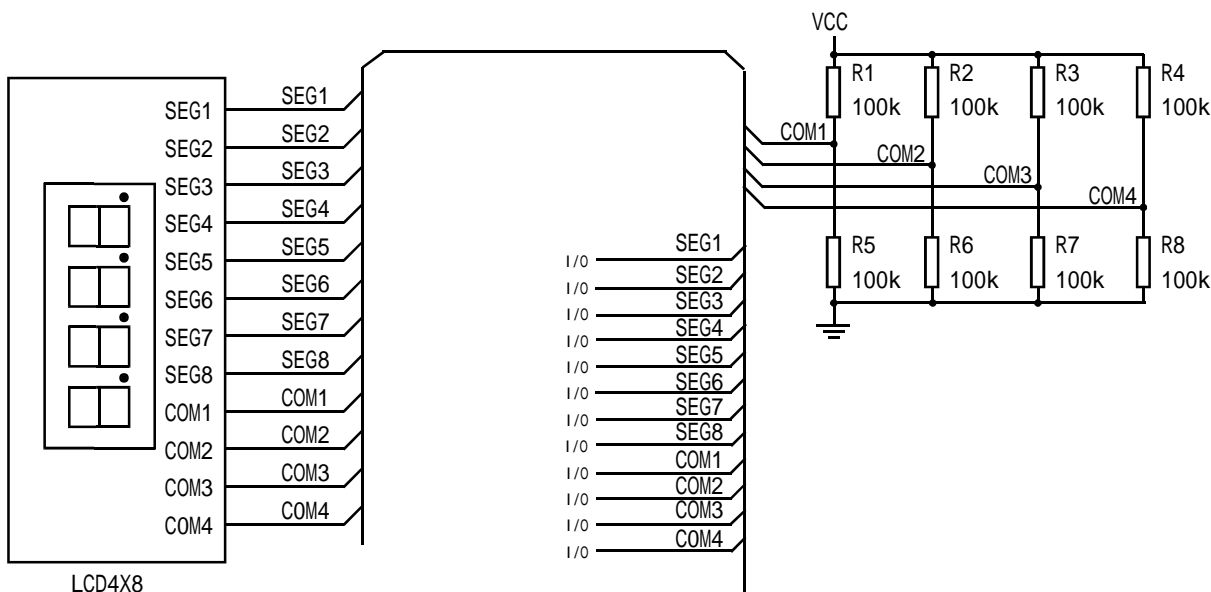 VCC
R1
R2
R3
R4
100k
100k
100k
100k
COM1
COM2
COM3
COM4
R5
R6
R7
R8
100k
100k
100k
100k
SEG1
SEG1
SEG2
SEG2
SEG3
SEG3
SEG4
SEG4
SEG5
SEG5
SEG6
SEG6
SEG7
SEG7
SEG8
SEG8
COM1
COM1
COM2
COM2
COM3
COM3
COM4
COM4
LCD4X8
I/O
SEG1
I/O
SEG2
I/O
SEG3
I/O
SEG4
I/O
SEG5
I/O
SEG6
I/O
SEG7
I/O
SEG8
I/O
COM1
I/O
COM2
I/O
COM3
I/O
COM4